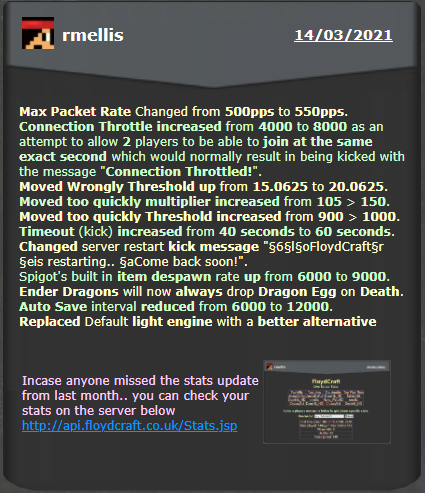 rmellis 14/03/2021
Max Packet Rate Changed from 500pps to 550pps.
Connection Throttle increased from 4000 to 8000 as an
attempt to allow 2 players to be able to join at the same
exact second which would normally result in being kicked with
the message "Connection Throttled!".
Moved Wrongly Threshold up from 15.0625 to 20.0625.
Moved too quickly multiplier increased from 105 > 150.
Moved too quickly Threshold increased from 900 > 1000.
Timeout (kick) increased from 40 seconds to 60 seconds.
Changed server restart kick message "§6§l§oFloydCraft§r
§eis restarting.. §aCome back soon!".
Spigot's built in item despawn rate up from 6000 to 9000.
Ender Dragons will now always drop Dragon Egg on Death.
Auto Save interval reduced from 6000 to 12000.
Replaced Default light engine with a better alternative
Incase anyone missed the stats update
from last month.. you can check your
stats on the server below
http://api.floydcraft.co.uk/Stats.jsp
rmellis
FloydCraft